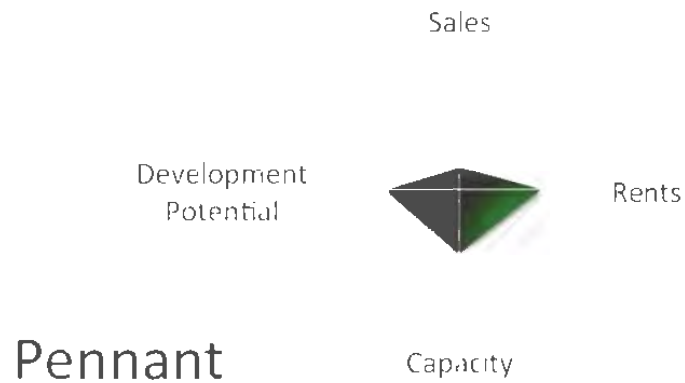 Sales
Development
Potential
Rents
Pennant
Capacity